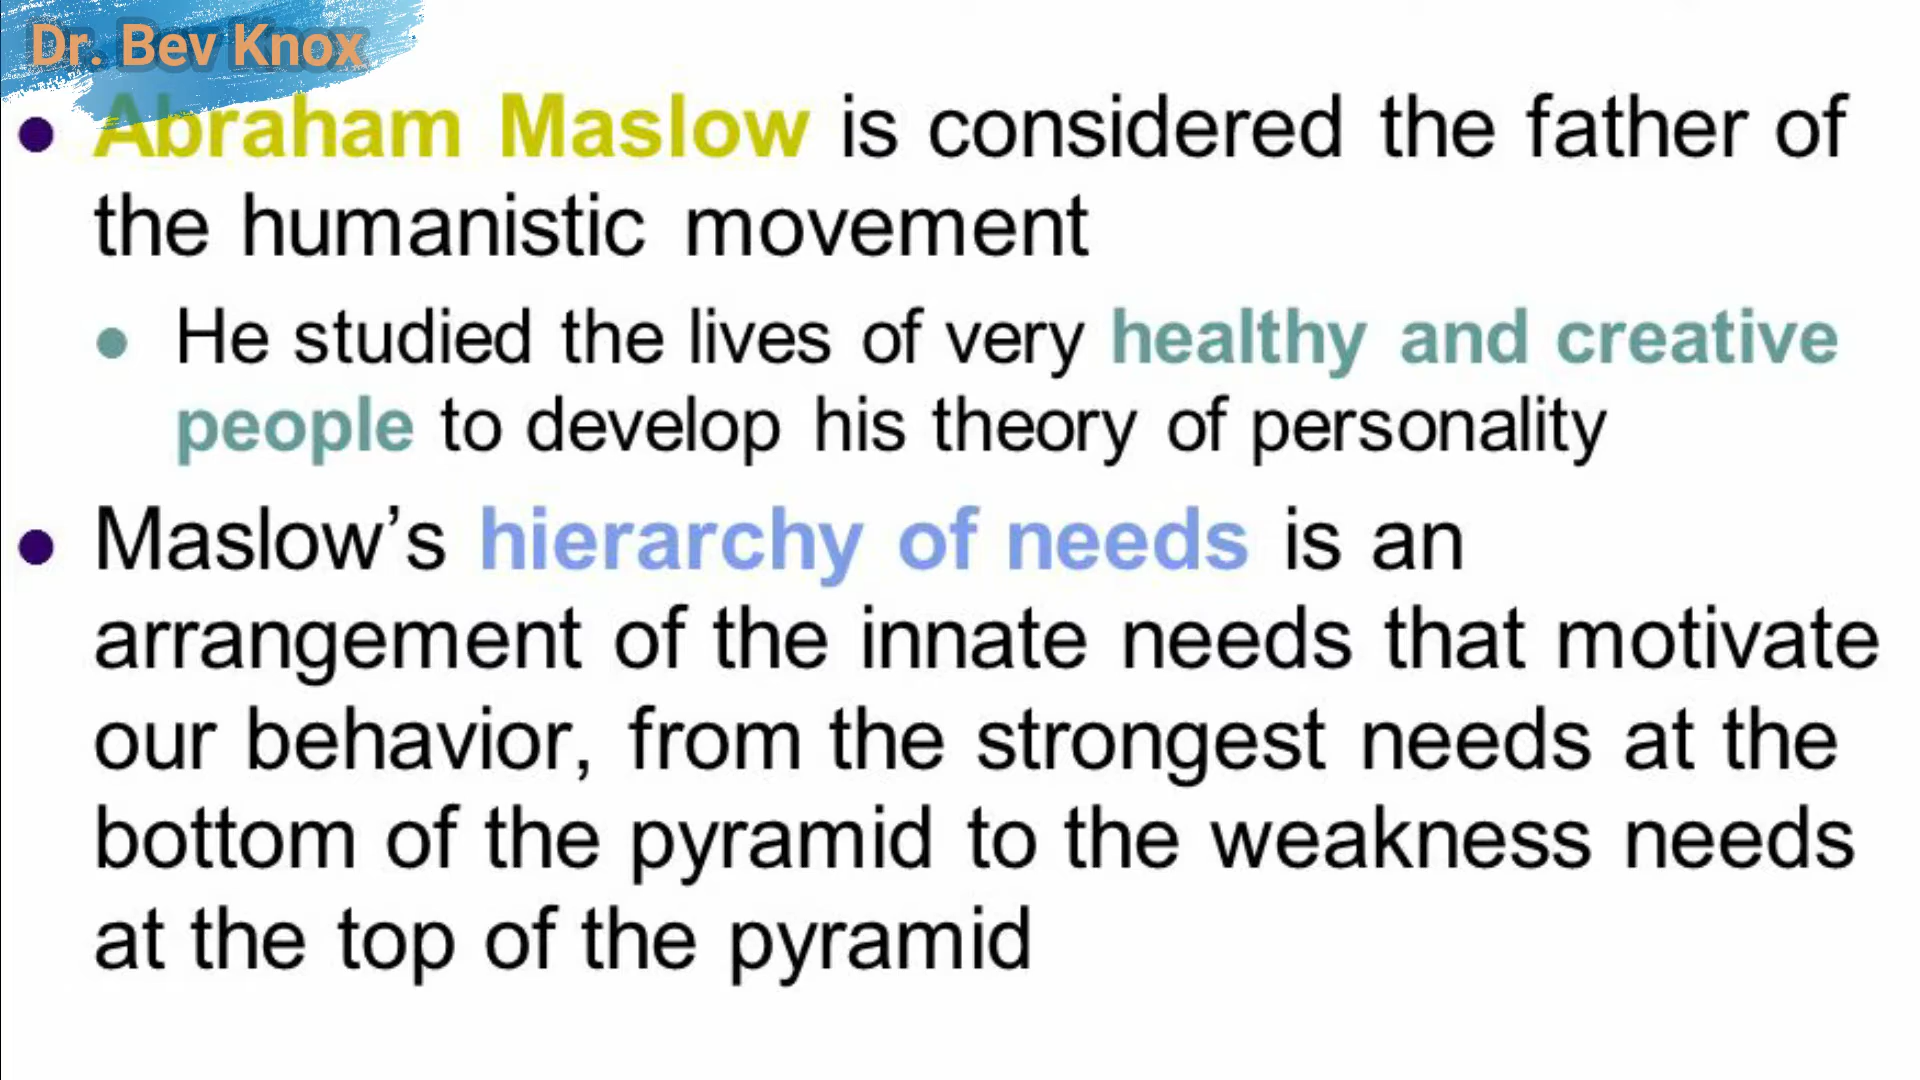 Dr. Bev Knox
• Abraham Maslow is considered the father of
the humanistic movement
• He studied the lives of very healthy and creative
people to develop his theory of personality
• Maslow’s hierarchy of needs is an
arrangement of the innate needs that motivate
our behavior, from the strongest needs at the
bottom of the pyramid to the weakness needs
at the top of the pyramid